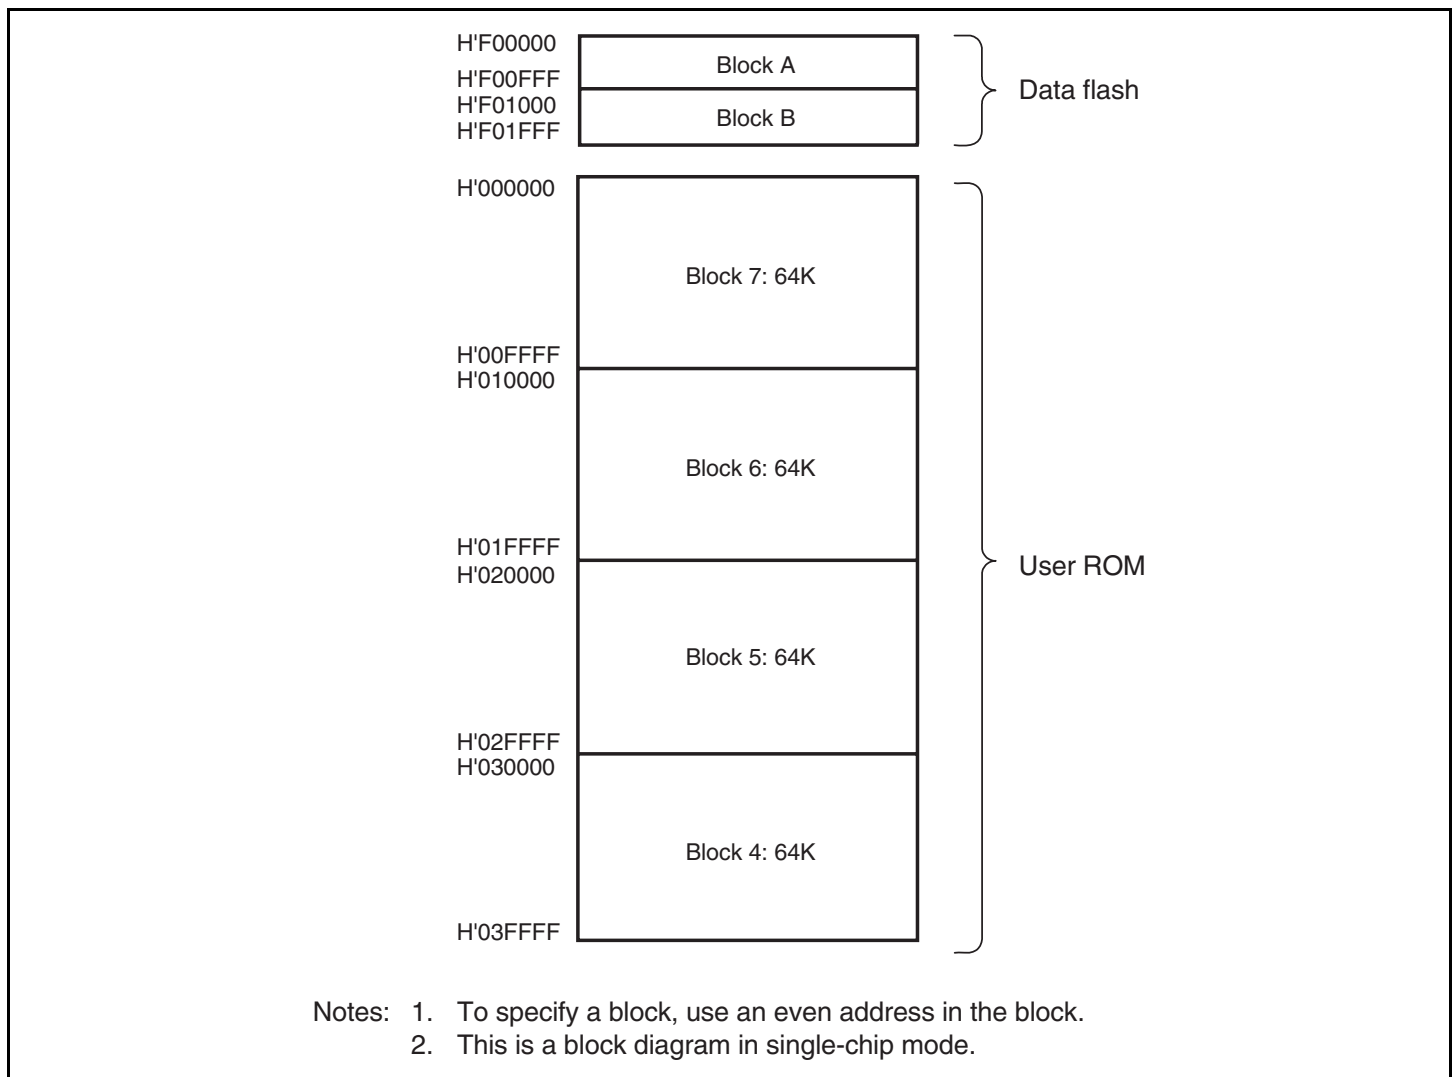 H'F00000
Block A
H'F00FFF
H'F01000
Data flash
Block B
H'F01FFF
H'000000
Block 7: 64K
H'00FFFF
H'010000
Block 6: 64K
H'01FFFF
H'020000
User ROM
Block 5: 64K
H'02FFFF
H'030000
Block 4: 64K
H'03FFFF
Notes: 1. To specify a block, use an even address in the block.
2. This is a block diagram in single-chip mode.